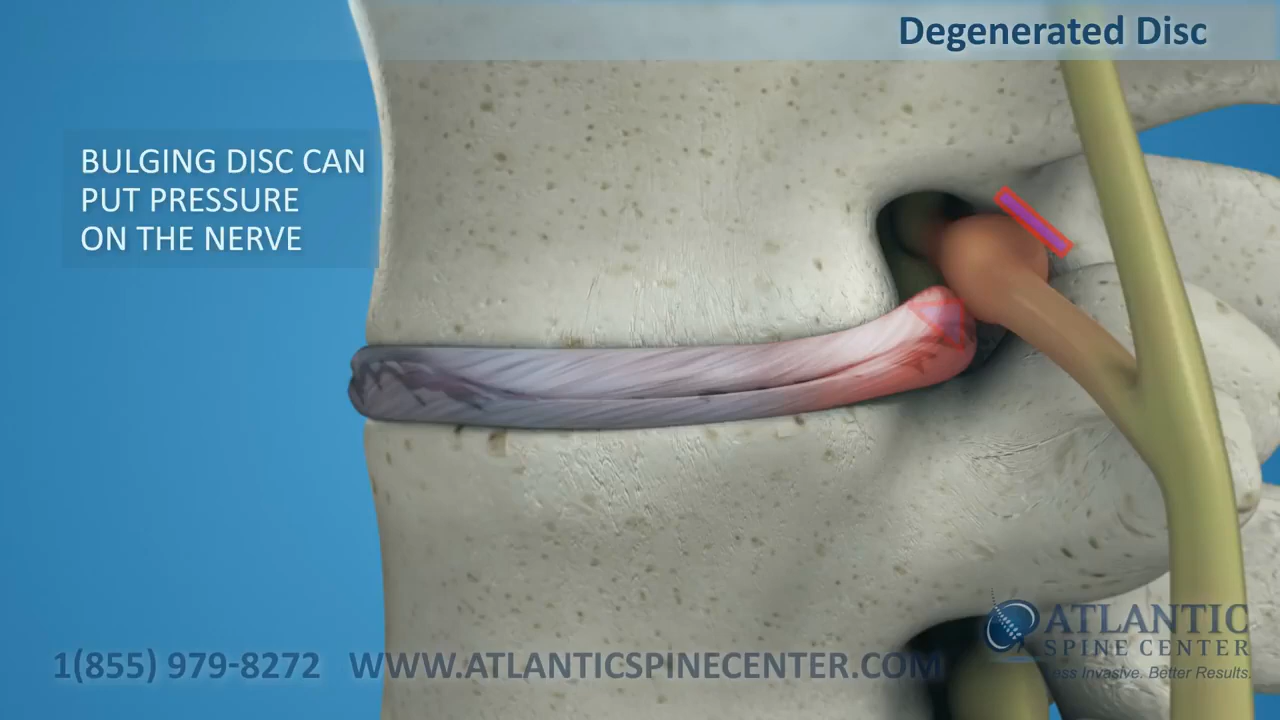 Degenerated Disc
BULGING DISC CAN
PUT PRESSURE
ON THE NERVE
1(855) 979-8272 WWW.ATLANTICSPINECENTER.COM
ATLANTIC
SPINE CENTER
Less Invasive. Better Results.